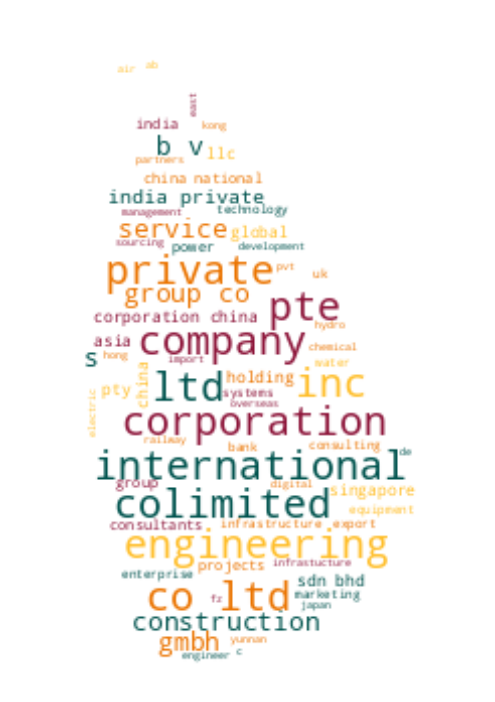 air ab
east
india kong
b v llc
partners
china national
india private
management technology
service global
sourcing power development
private pvt uk
group co
pte
corporation china hydro
asia company chemical
s hong import water
china ltd holding inc
electric pty systems
overseas
corporation
railway bank consulting
international de
group digital singapore
colimited equipment
consultants infrastructure export
engineering
projects infrastucture
enterprise sdn bhd
co ltd fz marketing
japan
construction
gmbh yunnan
engineer c